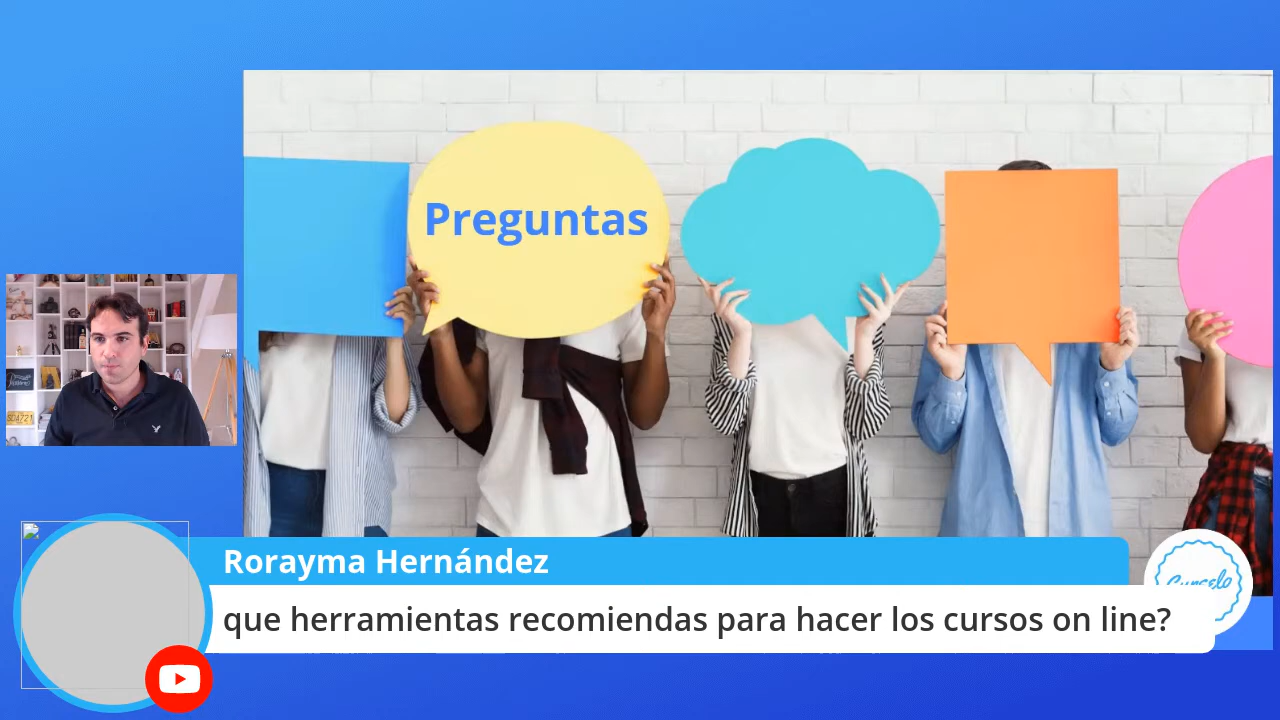 Preguntas
Rorayma Hernández
que herramientas recomiendas para hacer los cursos on line?